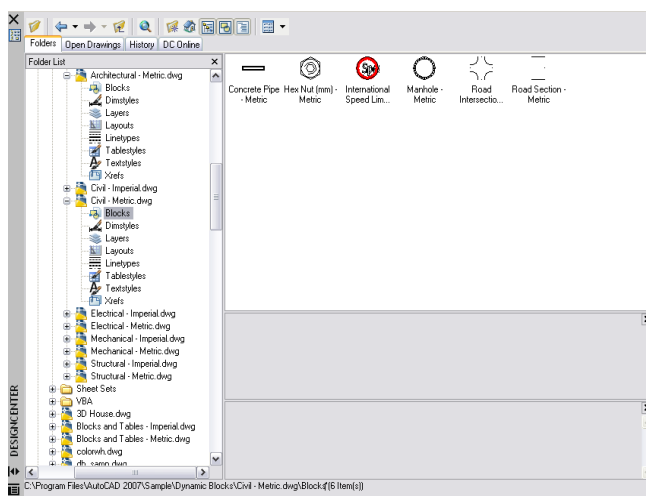 Folders Open Drawings History DC Online
Folder List
Architectural - Metric.dwg
Blocks
Dimstyles
Layers
Layouts
Linetypes
Tablestyles
Textstyles
Xrefs
Civil - Imperial.dwg
Civil - Metric.dwg
Blocks
Dimstyles
Layers
Layouts
Linetypes
Tablestyles
Textstyles
Xrefs
Electrical - Imperial.dwg
Electrical - Metric.dwg
Mechanical - Imperial.dwg
Mechanical - Metric.dwg
Structural - Imperial.dwg
Structural - Metric.dwg
Sheet Sets
VBA
3D House.dwg
Blocks and Tables - Imperial.dwg
Blocks and Tables - Metric.dwg
colorwh.dwg
db_samp.dwg
Spe
Concrete Pipe - Metric
Hex Nut (mm) - Metric
International Speed Lim...
Manhole - Metric
Road Intersectio...
Road Section - Metric
DESIGNCENTER
C:\Program Files\AutoCAD 2007\Sample\Dynamic Blocks\Civil - Metric.dwg\Blocks (6 Item(s))